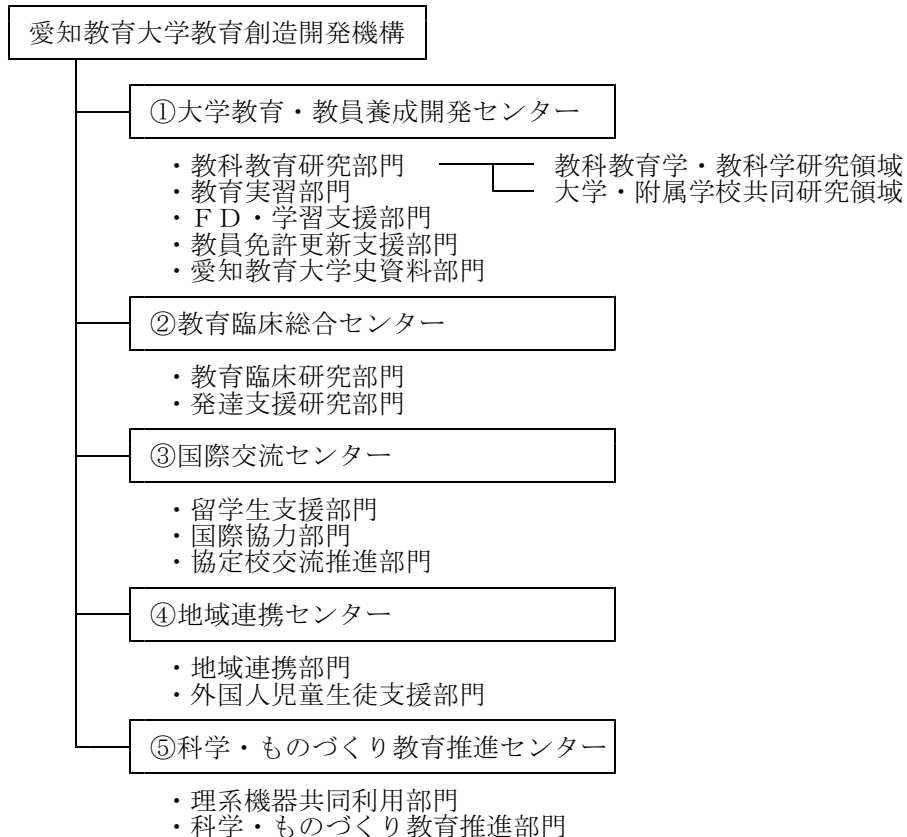 愛知教育大学教育創造開発機構
①大学教育・教員養成開発センター
・教科教育研究部門 教科教育学・教科学研究領域
・教育実習部門 大学・附属学校共同研究領域
・ＦＤ・学習支援部門
・教員免許更新支援部門
・愛知教育大学史資料部門
②教育臨床総合センター
・教育臨床研究部門
・発達支援研究部門
③国際交流センター
・留学生支援部門
・国際協力部門
・協定校交流推進部門
④地域連携センター
・地域連携部門
・外国人児童生徒支援部門
⑤科学・ものづくり教育推進センター
・理系機器共同利用部門
・科学・ものづくり教育推進部門